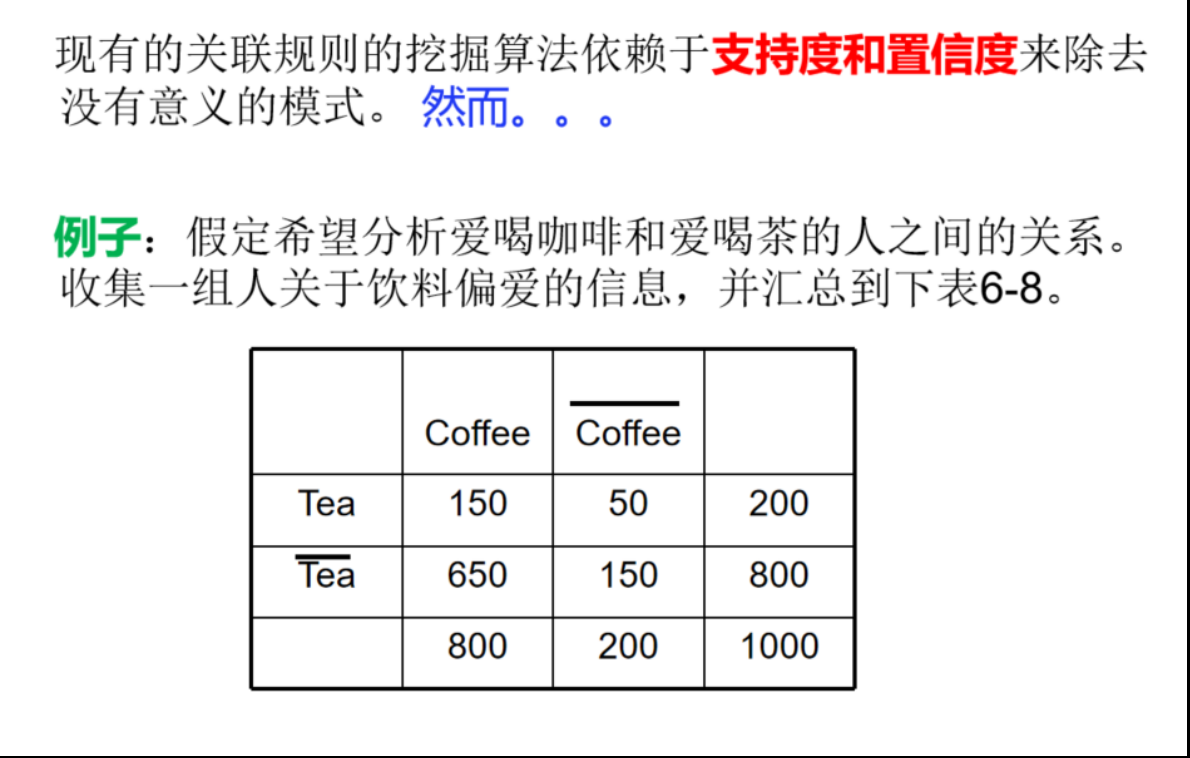 现有的关联规则的挖掘算法依赖于支持度和置信度来除去
没有意义的模式。 然而。。。
例子：假定希望分析爱喝咖啡和爱喝茶的人之间的关系。
收集一组人关于饮料偏爱的信息，并汇总到下表6-8。
Coffee Coffee
Tea 150 50 200
Tea 650 150 800
800 200 1000